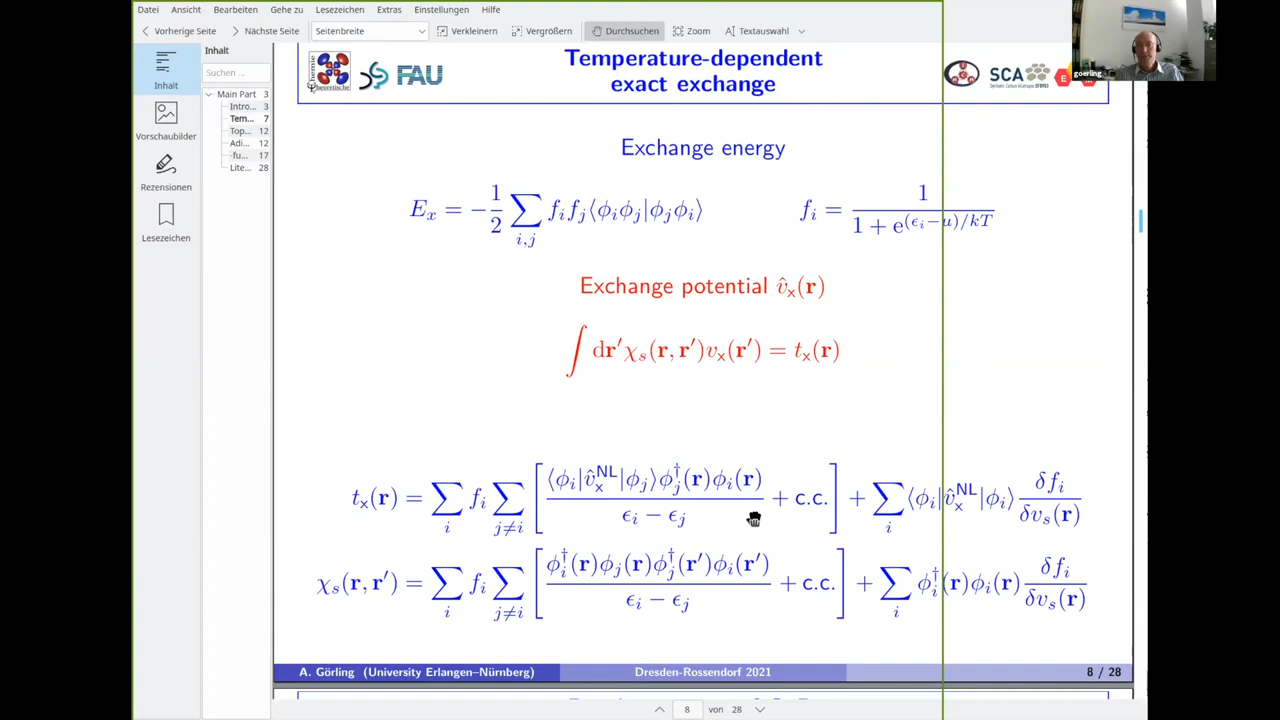 Datei Ansicht Bearbeiten Gehe zu Lesezeichen Extras Einstellungen Hilfe
Vorherige Seite Nächste Seite Seitenbreite Verkleinern Vergrößern Durchsuchen Zoom Textauswahl
Inhalt
Suchen ...
Main Part 3
Intro... 3
Tem... 7
Top... 12
Adi... 12
fu... 17
Lite... 28
Inhalt
Vorschaubilder
Rezensionen
Lesezeichen
goerling
Chemie
Theoretische
FAU
SCA
Temperature-dependent
exact exchange
Exchange energy
E_x = −1/2 ∑_{i,j} f_i f_j ⟨ϕ_iϕ_j|ϕ_jϕ_i⟩ f_i = 1/(1 + e^{(ϵ_i−u)/kT})
Exchange potential v̂_x(r)
∫ dr′χ_s(r, r′)v_x(r′) = t_x(r)
t_x(r) = ∑_i f_i ∑_{j≠i} [ ⟨ϕ_i|v̂_x^{NL}|ϕ_j⟩ϕ_j^†(r)ϕ_i(r) / (ϵ_i − ϵ_j) + c.c. ] + ∑_i ⟨ϕ_i|v̂_x^{NL}|ϕ_i⟩ δf_i/δv_s(r)
χ_s(r, r′) = ∑_i f_i ∑_{j≠i} [ ϕ_i^†(r)ϕ_j(r)ϕ_j^†(r′)ϕ_i(r′) / (ϵ_i − ϵ_j) + c.c. ] + ∑_i ϕ_i^†(r)ϕ_i(r) δf_i/δv_s(r)
A. Görling (University Erlangen–Nürnberg) Dresden-Rossendorf 2021 8 / 28
8 von 28